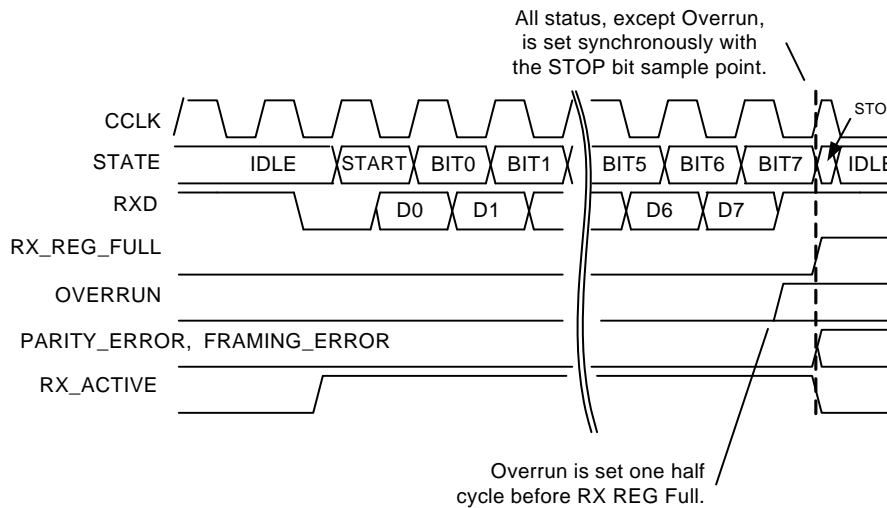 All status, except Overrun,
is set synchronously with
the STOP bit sample point.
CCLK
STO
STATE
IDLE START BIT0 BIT1 BIT5 BIT6 BIT7 IDLE
RXD
D0 D1 D6 D7
RX_REG_FULL
OVERRUN
PARITY_ERROR, FRAMING_ERROR
RX_ACTIVE
Overrun is set one half
cycle before RX REG Full.